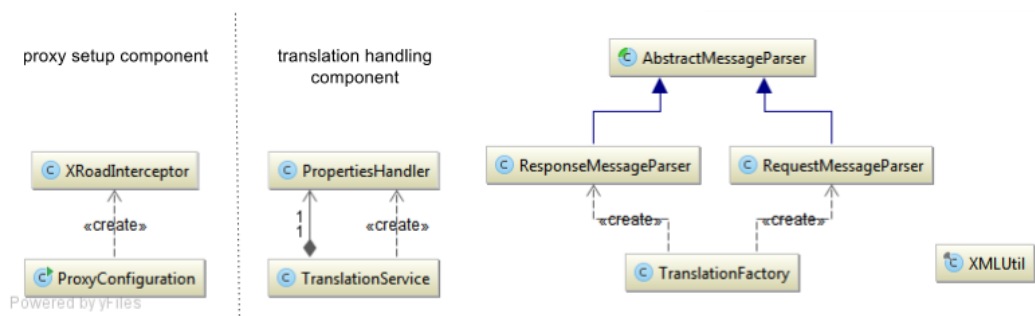 proxy setup component
translation handling
component
C AbstractMessageParser
C XRoadInterceptor
C PropertiesHandler
C ResponseMessageParser
C RequestMessageParser
«create»
1
1
«create»
«create»
«create»
C ProxyConfiguration
C TranslationService
C TranslationFactory
C XMLUtil
Powered by yFiles